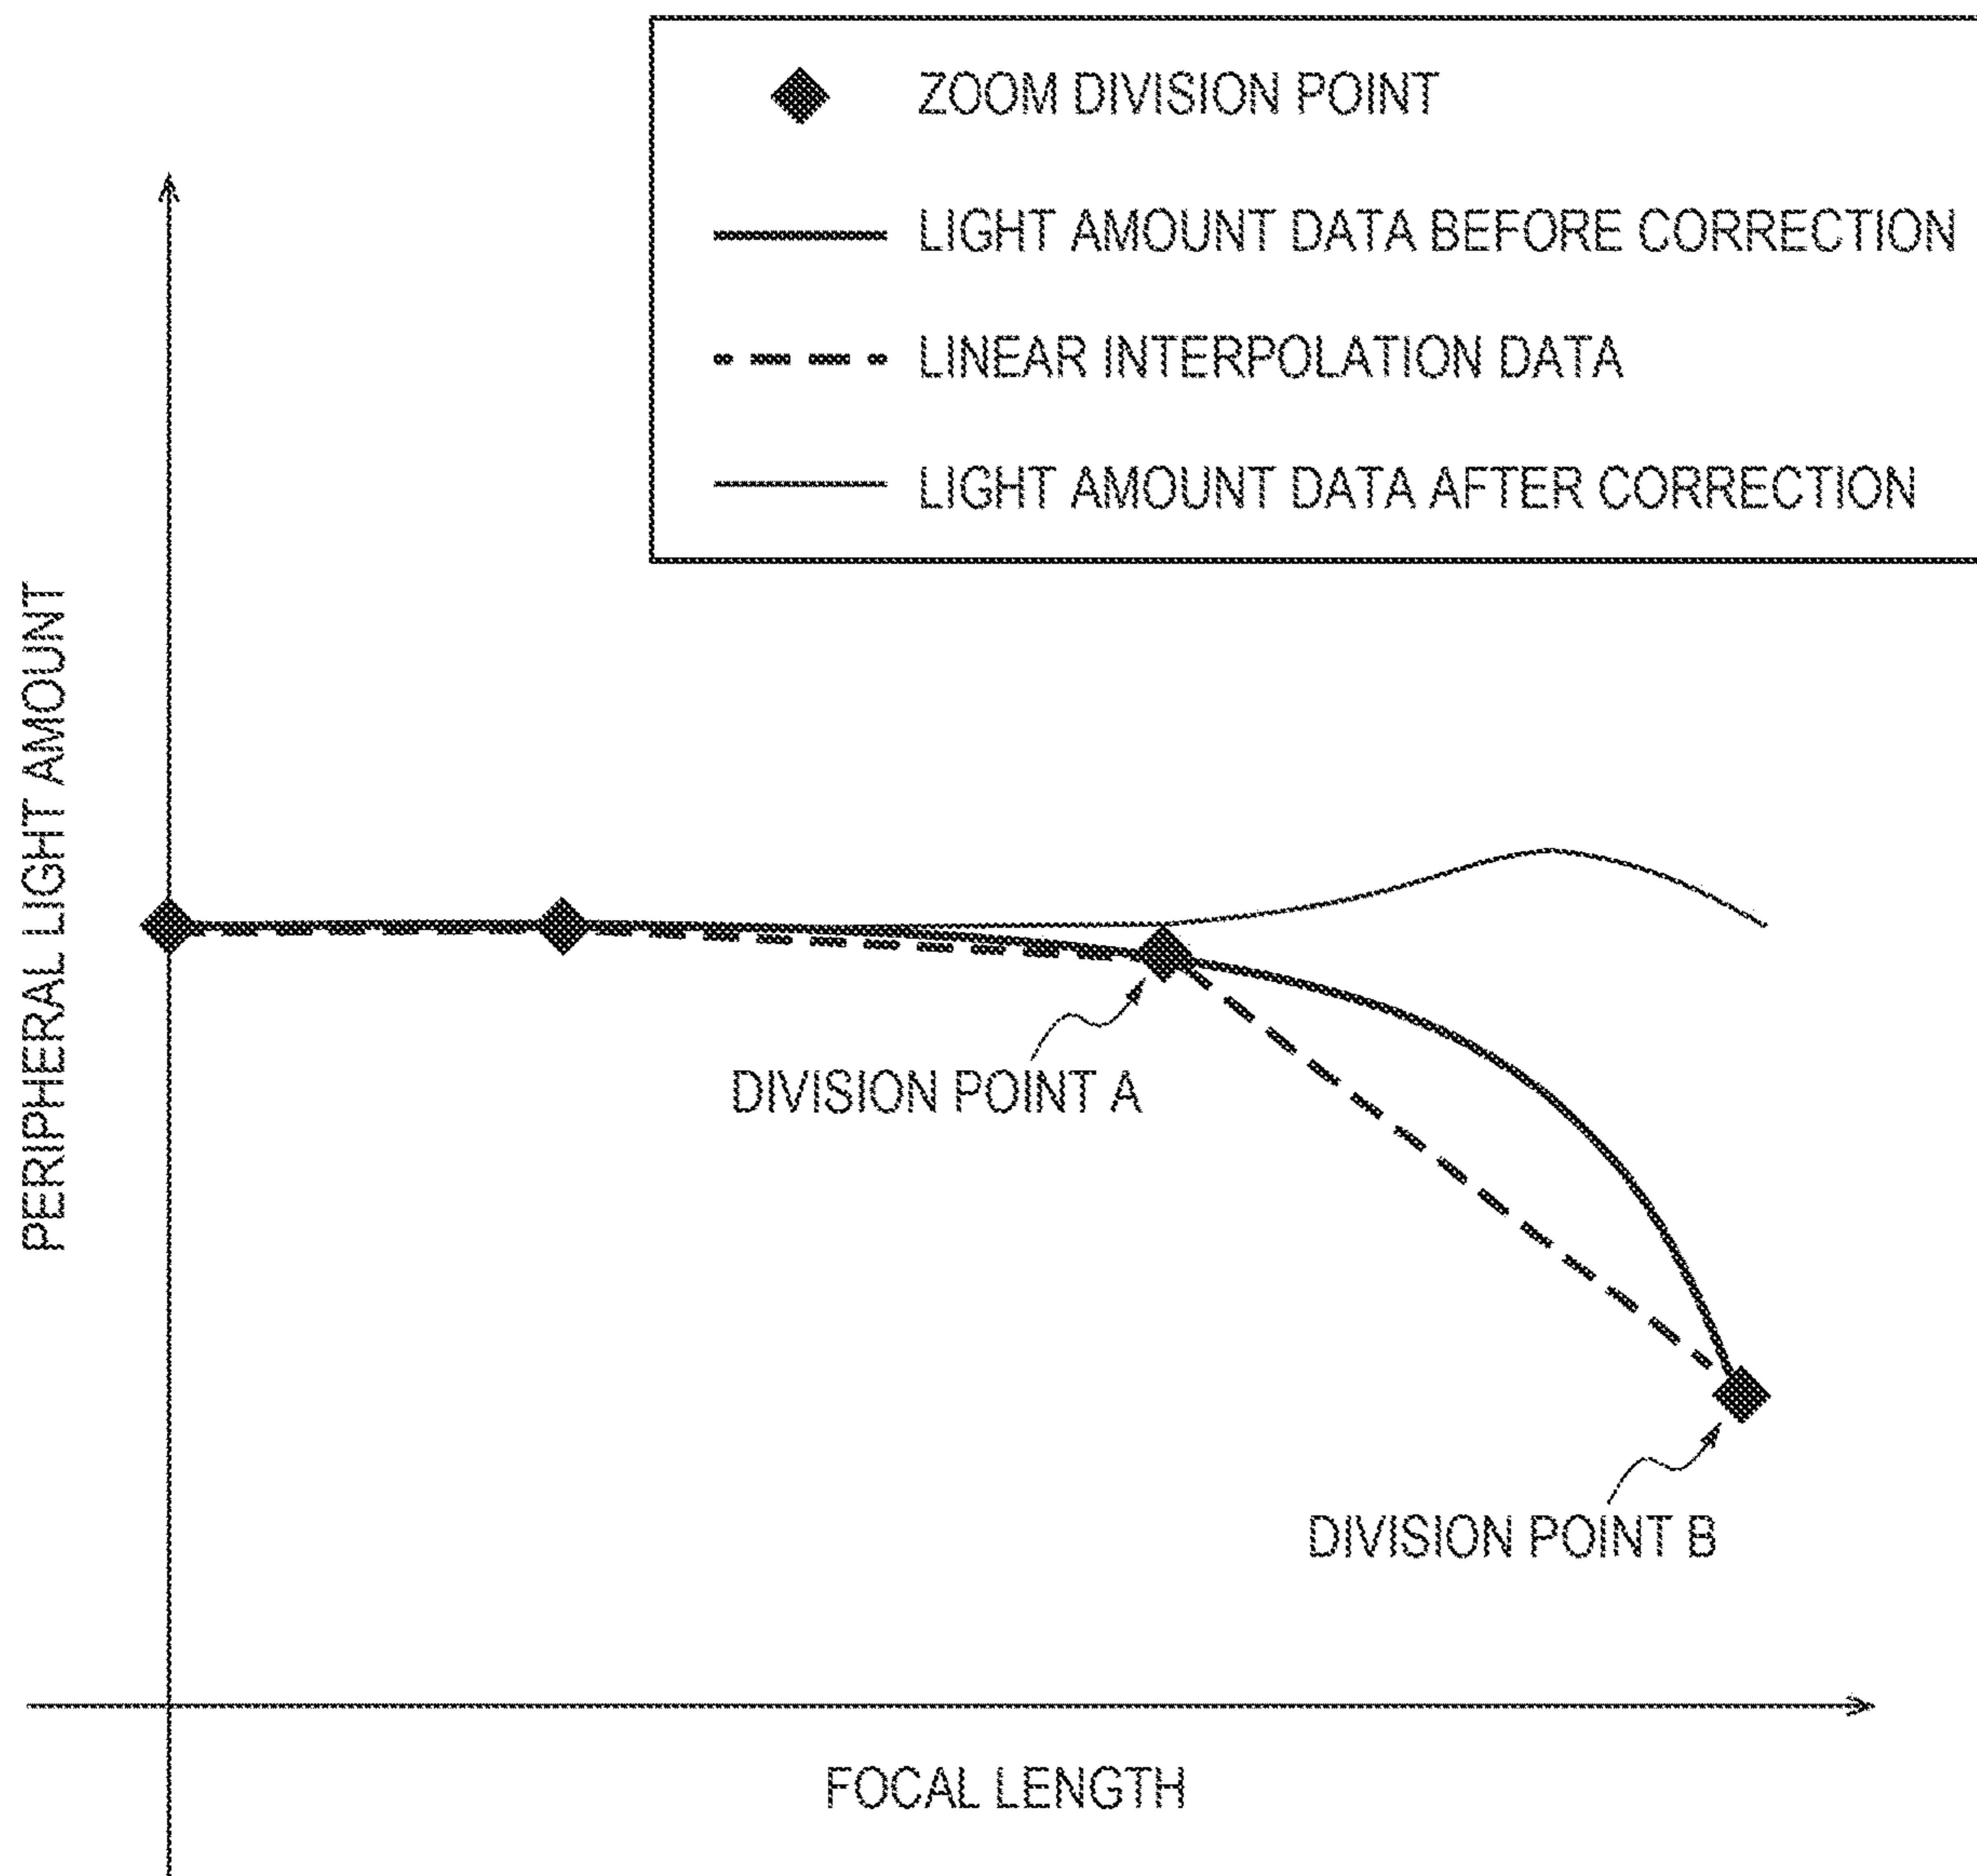 ZOOM DIVISION POINT
LIGHT AMOUNT DATA BEFORE CORRECTION
LINEAR INTERPOLATION DATA
LIGHT AMOUNT DATA AFTER CORRECTION
PERIPHERAL LIGHT AMOUNT
DIVISION POINT A
DIVISION POINT B
FOCAL LENGTH